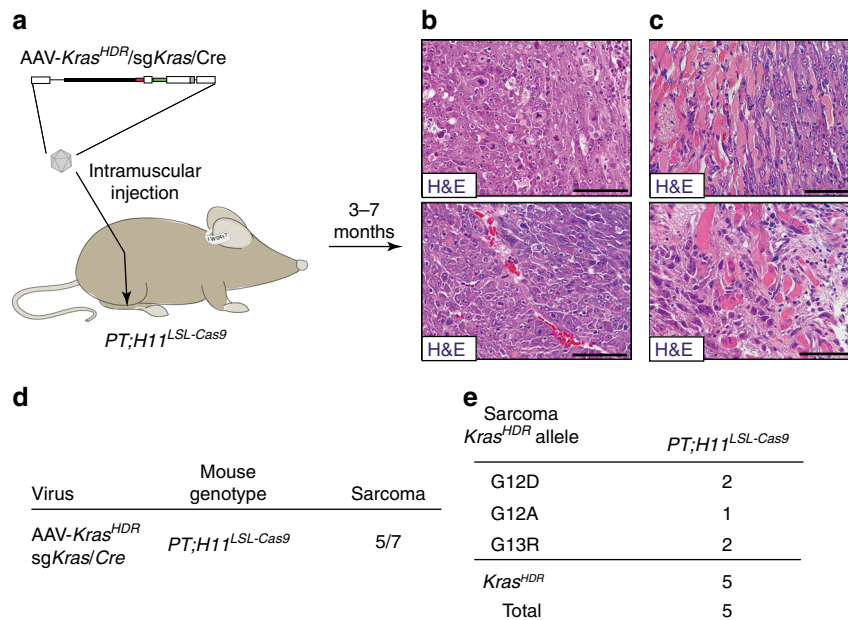 a
AAV-Kras^HDR/sgKras/Cre
Intramuscular
injection
3–7
months
PT;H11^LSL-Cas9
b
H&E
H&E
c
H&E
H&E
d
Virus
Mouse
genotype
Sarcoma
AAV-Kras^HDR
sgKras/Cre
PT;H11^LSL-Cas9
5/7
e
Sarcoma
Kras^HDR allele
PT;H11^LSL-Cas9
G12D 2
G12A 1
G13R 2
Kras^HDR 5
Total 5